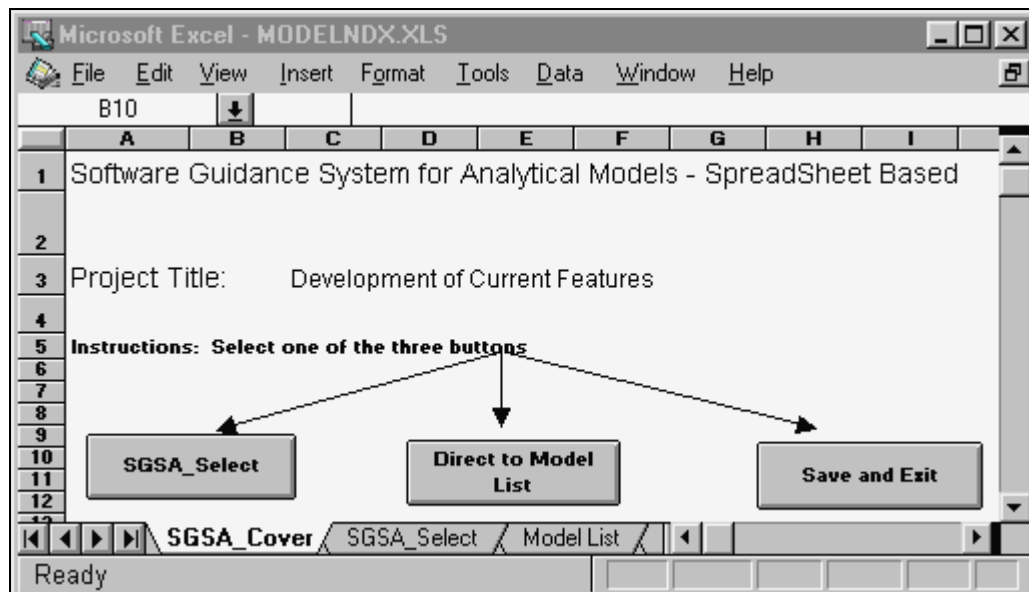 Microsoft Excel - MODELNDX.XLS
File Edit View Insert Format Tools Data Window Help
B10
A B C D E F G H I
1 Software Guidance System for Analytical Models - SpreadSheet Based
2
3 Project Title: Development of Current Features
4
5 Instructions: Select one of the three buttons
6
7
8
9
10
11
12
13
SGSA_Select
Direct to Model
List
Save and Exit
SGSA_Cover SGSA_Select Model List
Ready